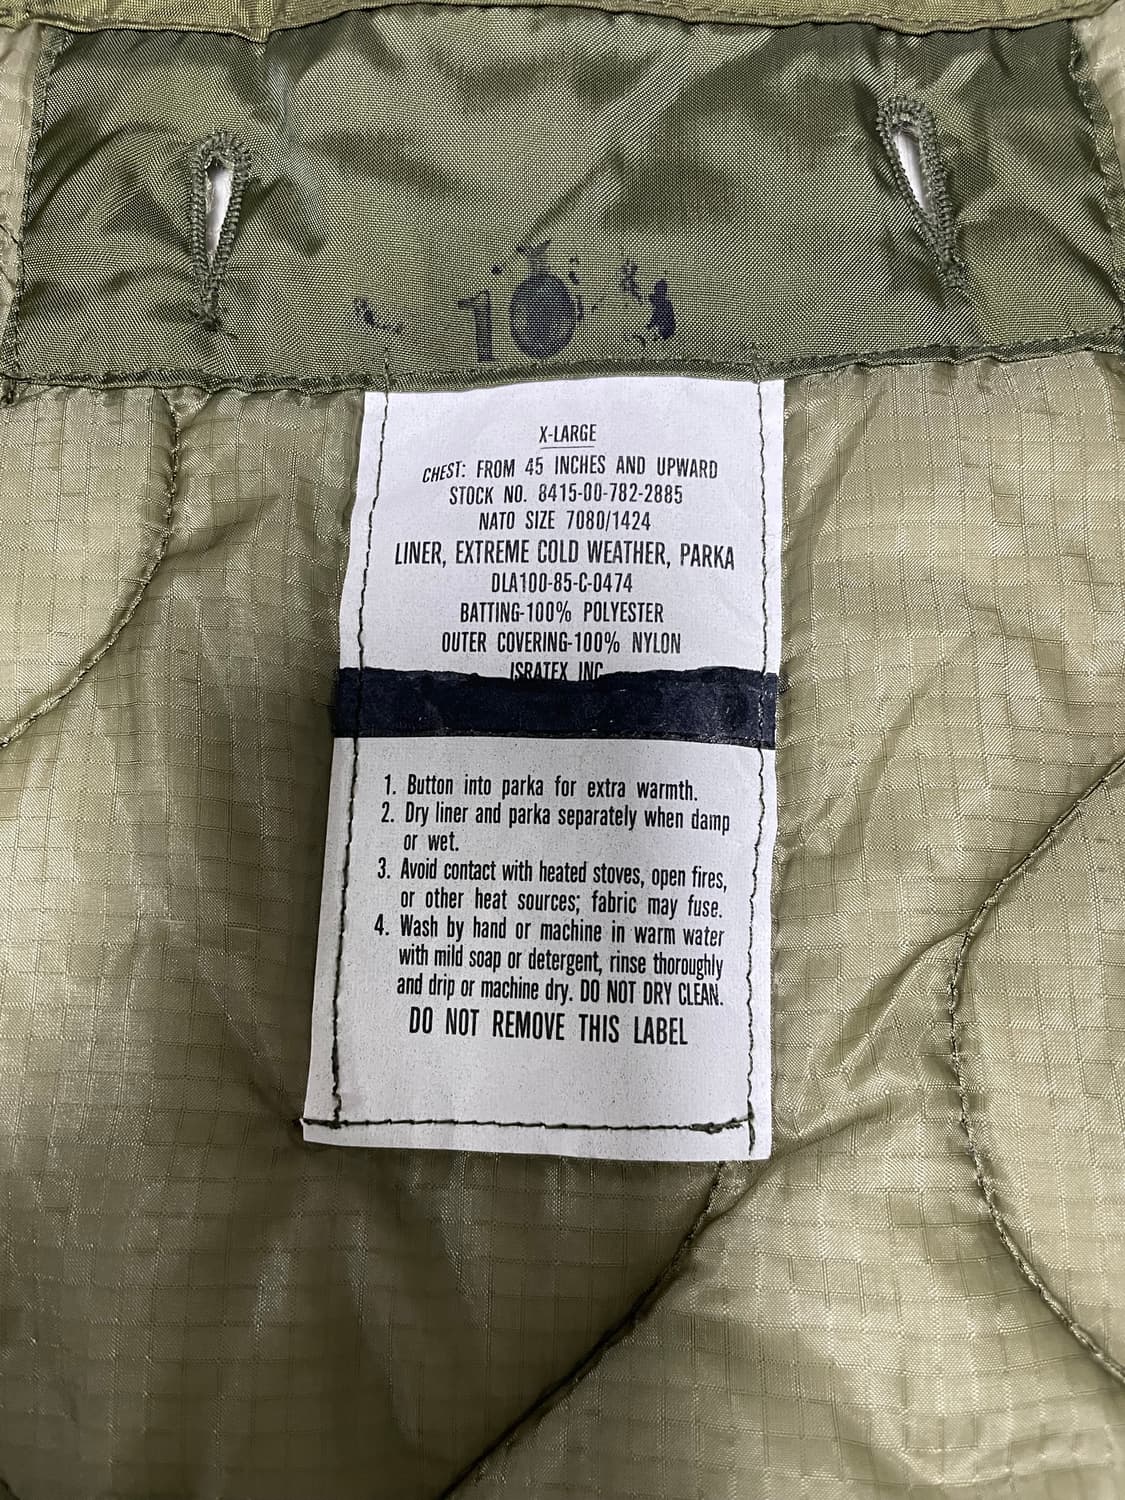 10
X-LARGE
CHEST: FROM 45 INCHES AND UPWARD
STOCK NO. 8415-00-782-2885
NATO SIZE 7080/1424
LINER, EXTREME COLD WEATHER, PARKA
DLA100-85-C-0474
BATTING-100% POLYESTER
OUTER COVERING-100% NYLON
ISRATEX INC
1. Button into parka for extra warmth.
2. Dry liner and parka separately when damp
or wet.
3. Avoid contact with heated stoves, open fires,
or other heat sources; fabric may fuse.
4. Wash by hand or machine in warm water
with mild soap or detergent, rinse thoroughly
and drip or machine dry. DO NOT DRY CLEAN.
DO NOT REMOVE THIS LABEL